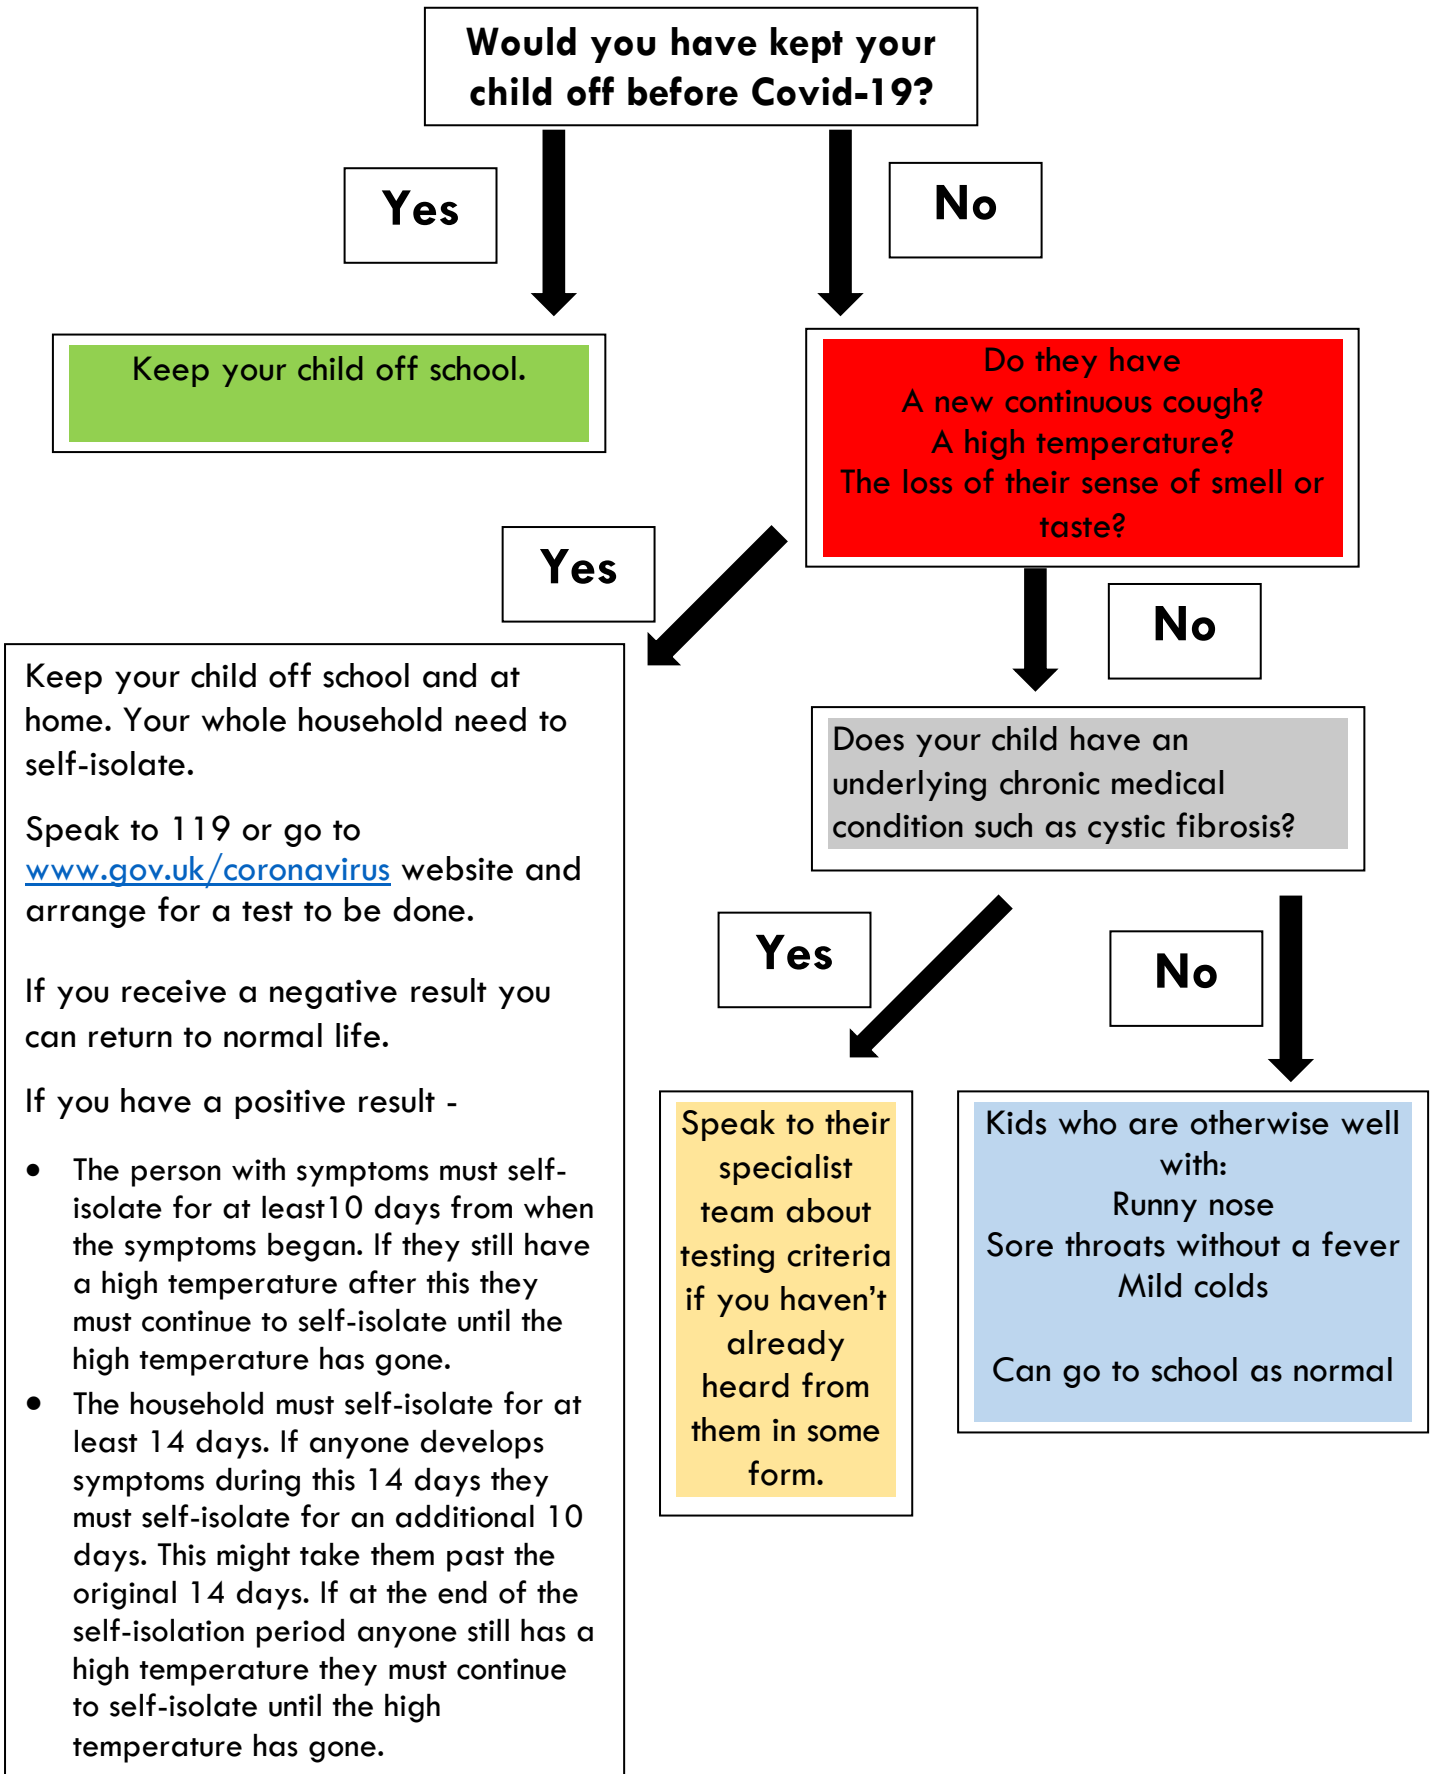 Would you have kept your
child off before Covid-19?
Yes
No
Keep your child off school.
Do they have
A new continuous cough?
A high temperature?
The loss of their sense of smell or
taste?
Yes
No
Keep your child off school and at
home. Your whole household need to
self-isolate.
Speak to 119 or go to
www.gov.uk/coronavirus website and
arrange for a test to be done.
If you receive a negative result you
can return to normal life.
If you have a positive result -
• The person with symptoms must self-
isolate for at least10 days from when
the symptoms began. If they still have
a high temperature after this they
must continue to self-isolate until the
high temperature has gone.
• The household must self-isolate for at
least 14 days. If anyone develops
symptoms during this 14 days they
must self-isolate for an additional 10
days. This might take them past the
original 14 days. If at the end of the
self-isolation period anyone still has a
high temperature they must continue
to self-isolate until the high
temperature has gone.
Does your child have an
underlying chronic medical
condition such as cystic fibrosis?
Yes
No
Speak to their
specialist
team about
testing criteria
if you haven't
already
heard from
them in some
form.
Kids who are otherwise well
with:
Runny nose
Sore throats without a fever
Mild colds
Can go to school as normal